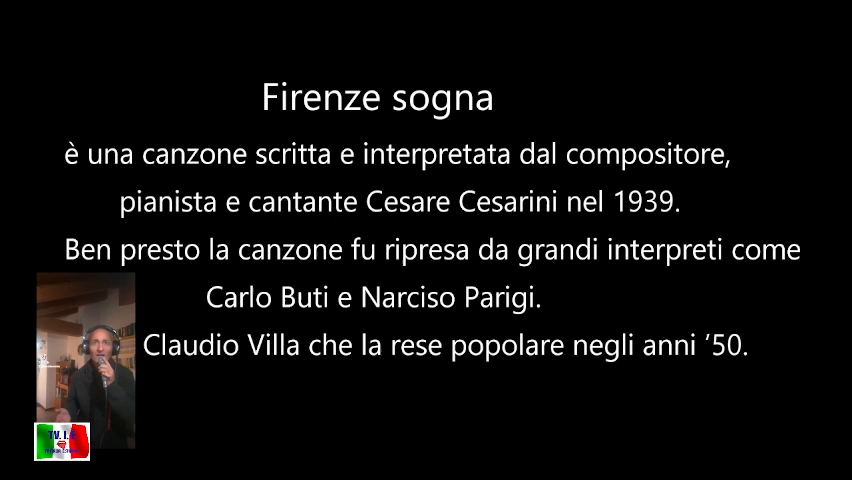 Firenze sogna
è una canzone scritta e interpretata dal compositore,
pianista e cantante Cesare Cesarini nel 1939.
Ben presto la canzone fu ripresa da grandi interpreti come
Carlo Buti e Narciso Parigi.
Claudio Villa che la rese popolare negli anni ’50.